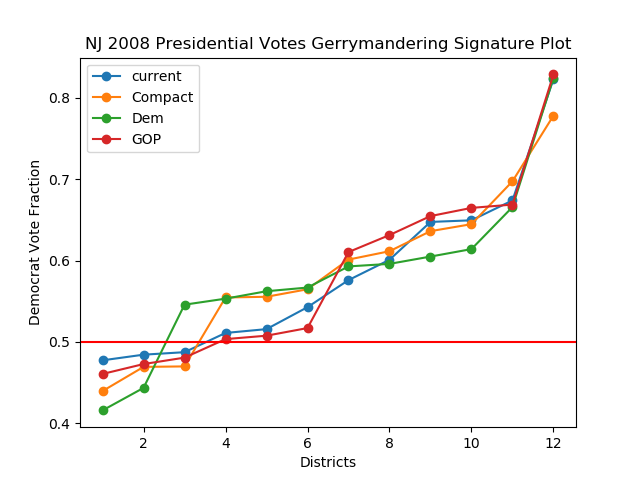 NJ 2008 Presidential Votes Gerrymandering Signature Plot
current
Compact
Dem
GOP
Democrat Vote Fraction
0.8
0.7
0.6
0.5
0.4
2 4 6 8 10 12
Districts